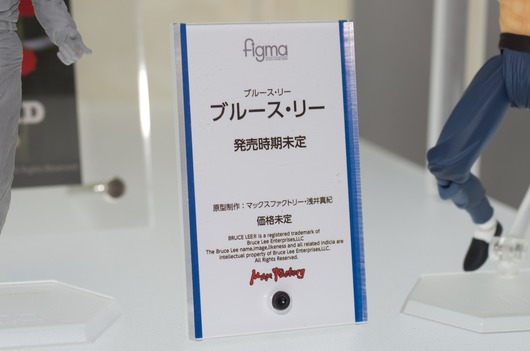 figma
ブルース・リー
ブルース・リー
発売時期未定
原型制作：マックスファクトリー・浅井真紀
価格未定
BRUCE LEE® is a registered trademark of
Bruce Lee Enterprises,LLC
The Bruce Lee name,image,likeness and all related indicia are
intellectual property of Bruce Lee Enterprises,LLC.
All Rights Reserved.
Max Factory